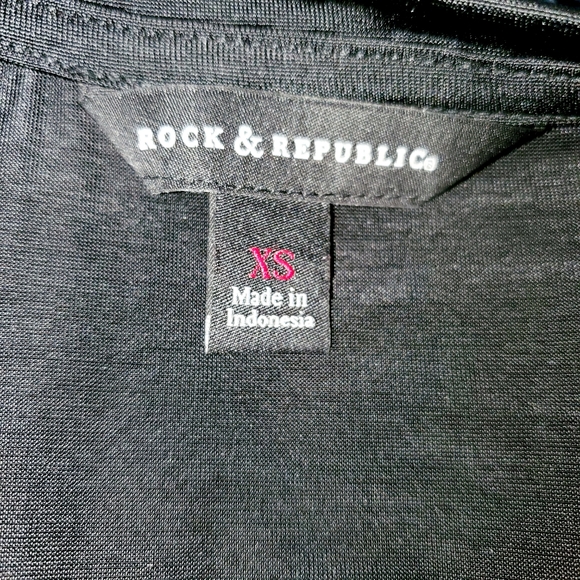 ROCK & REPUBLIC®
XS
Made in
Indonesia